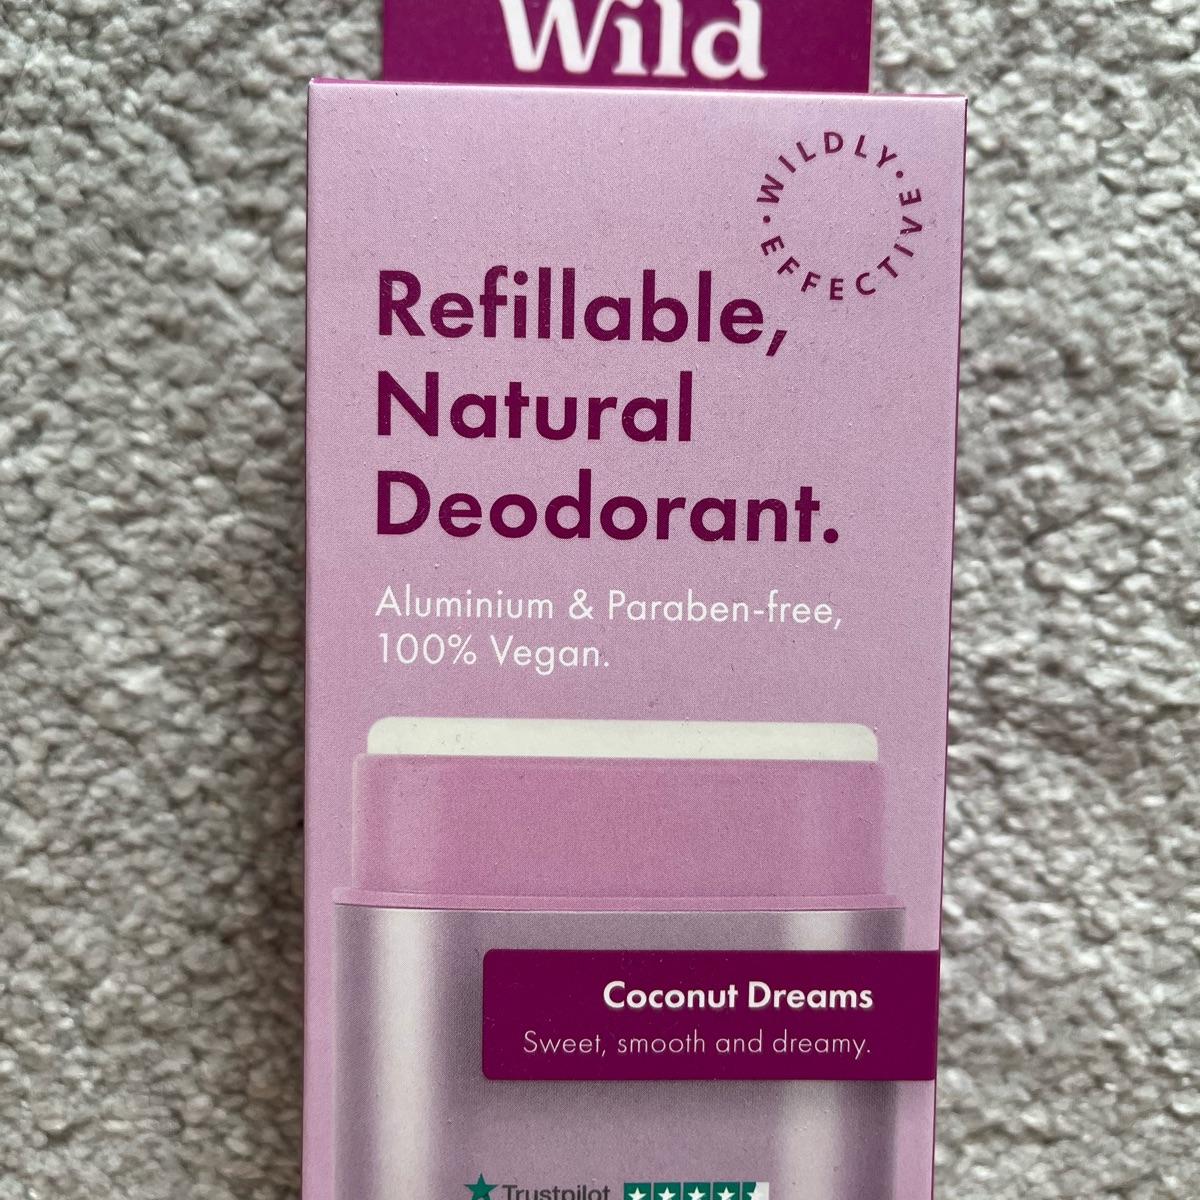 Wild
WILDLY · EFFECTIVE ·
Refillable,
Natural
Deodorant.
Aluminium & Paraben-free,
100% Vegan.
Coconut Dreams
Sweet, smooth and dreamy.
Trustpilot